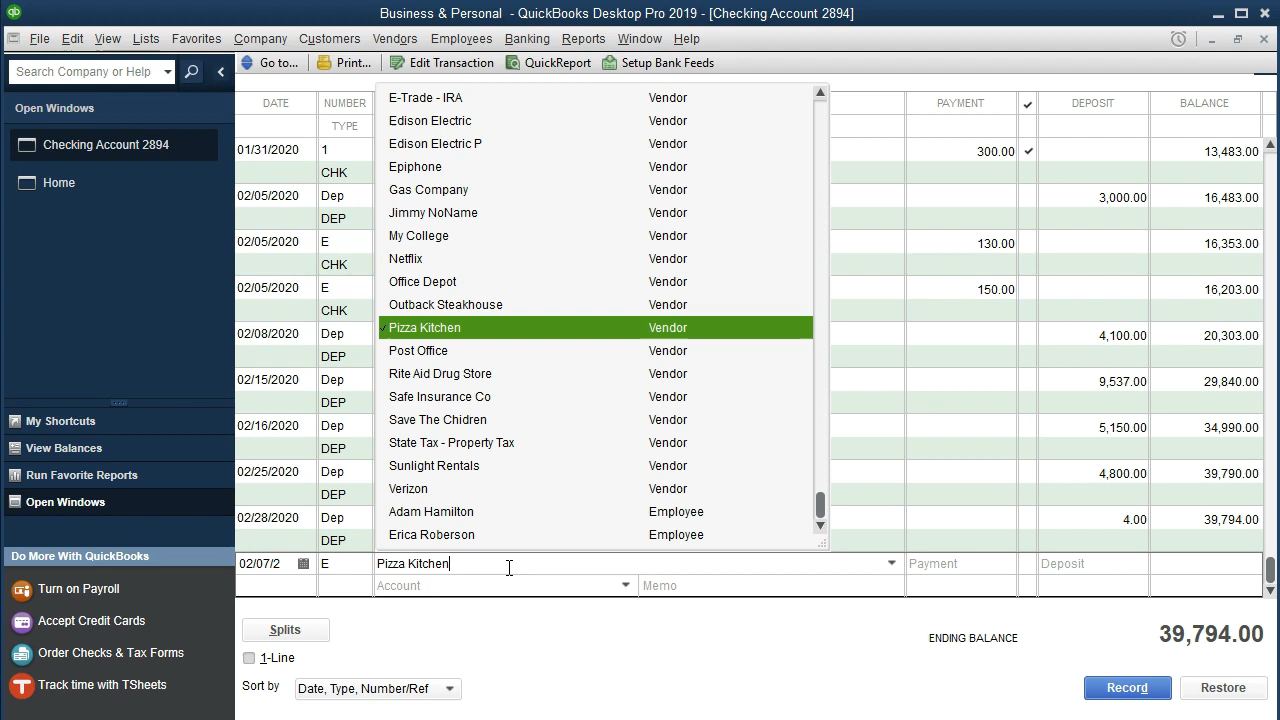 qb
Business & Personal - QuickBooks Desktop Pro 2019 - [Checking Account 2894]
File Edit View Lists Favorites Company Customers Vendors Employees Banking Reports Window Help
Search Company or Help
Go to... Print... Edit Transaction QuickReport Setup Bank Feeds
Open Windows
Checking Account 2894
Home
My Shortcuts
View Balances
Run Favorite Reports
Open Windows
Do More With QuickBooks
Turn on Payroll
Accept Credit Cards
Order Checks & Tax Forms
Track time with TSheets
DATE NUMBER PAYMENT ✓ DEPOSIT BALANCE
TYPE
01/31/2020 1 300.00 ✓ 13,483.00
CHK
02/05/2020 Dep 3,000.00 16,483.00
DEP
02/05/2020 E 130.00 16,353.00
CHK
02/05/2020 E 150.00 16,203.00
CHK
02/08/2020 Dep 4,100.00 20,303.00
DEP
02/15/2020 Dep 9,537.00 29,840.00
DEP
02/16/2020 Dep 5,150.00 34,990.00
DEP
02/25/2020 Dep 4,800.00 39,790.00
DEP
02/28/2020 Dep 4.00 39,794.00
DEP
E-Trade - IRA Vendor
Edison Electric Vendor
Edison Electric P Vendor
Epiphone Vendor
Gas Company Vendor
Jimmy NoName Vendor
My College Vendor
Netflix Vendor
Office Depot Vendor
Outback Steakhouse Vendor
✓ Pizza Kitchen Vendor
Post Office Vendor
Rite Aid Drug Store Vendor
Safe Insurance Co Vendor
Save The Chidren Vendor
State Tax - Property Tax Vendor
Sunlight Rentals Vendor
Verizon Vendor
Adam Hamilton Employee
Erica Roberson Employee
02/07/2 E Pizza Kitchen Payment Deposit
Account Memo
Splits
ENDING BALANCE 39,794.00
1-Line
Sort by Date, Type, Number/Ref
Record Restore